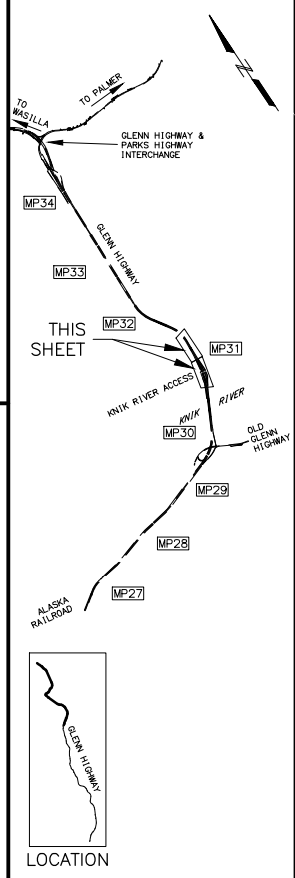 N
TO
WASILLA
TO PALMER
GLENN HIGHWAY &
PARKS HIGHWAY
INTERCHANGE
MP34
GLENN HIGHWAY
MP33
MP32
THIS
SHEET
MP31
KNIK RIVER ACCESS
KNIK RIVER
MP30
OLD
GLENN
HIGHWAY
MP29
MP28
MP27
ALASKA
RAILROAD
GLENN HIGHWAY
LOCATION